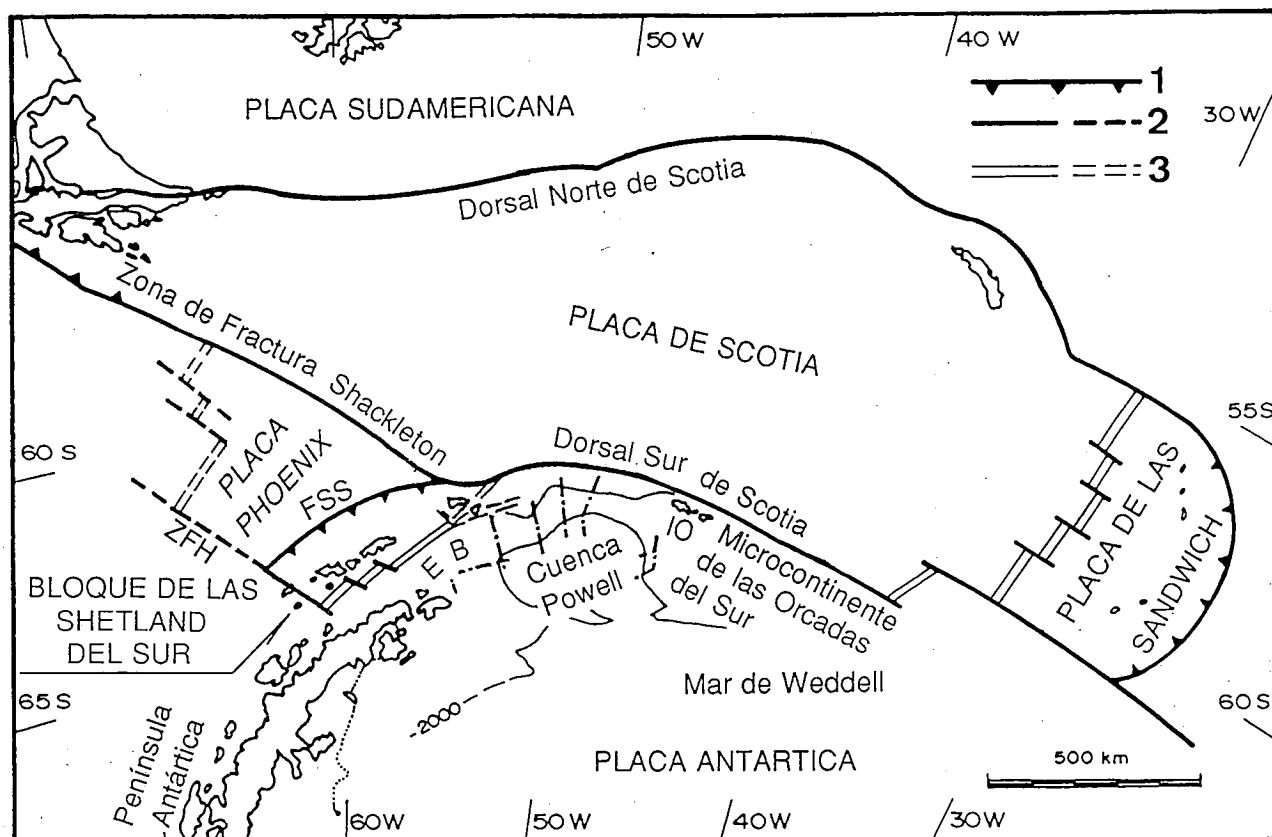 50 W
40 W
1
30 W
2
3
PLACA SUDAMERICANA
Dorsal Norte de Scotia
Zona de Fractura Shackleton
PLACA DE SCOTIA
55 S
60 S
PLACA
PHOENIX
FSS
ZFH
Dorsal Sur de Scotia
PLACA DE LAS
SANDWICH
BLOQUE DE LAS
SHETLAND
DEL SUR
E B
Cuenca
Powell
IO
Microcontinente
de las Orcadas
del Sur
65 S
Mar de Weddell
60 S
-2000
Península
Antártica
PLACA ANTARTICA
500 km
60W
50W
40 W
30 W